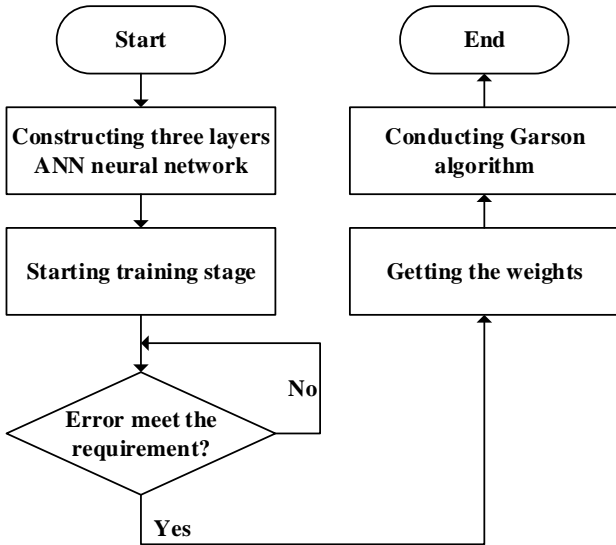 Start
Constructing three layers
ANN neural network
Starting training stage
Error meet the
requirement?
No
Yes
Getting the weights
Conducting Garson
algorithm
End